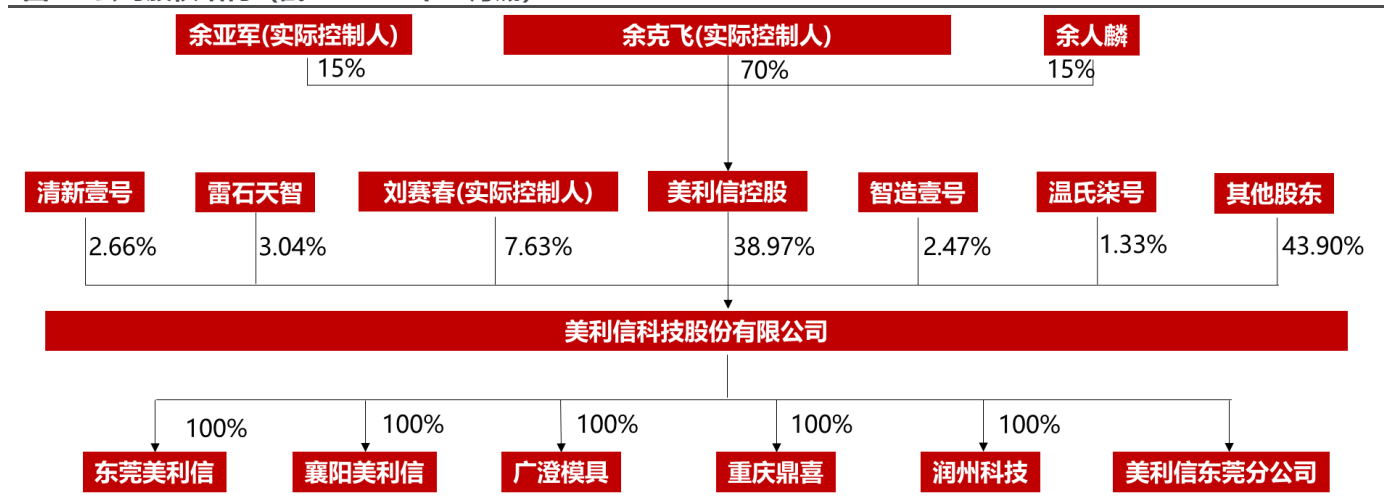 余亚军(实际控制人)
余克飞(实际控制人)
余人麟
15%
70%
15%
清新壹号
雷石天智
刘赛春(实际控制人)
美利信控股
智造壹号
温氏柒号
其他股东
2.66%
3.04%
7.63%
38.97%
2.47%
1.33%
43.90%
美利信科技股份有限公司
100%
100%
100%
100%
100%
东莞美利信
襄阳美利信
广澄模具
重庆鼎喜
润州科技
美利信东莞分公司